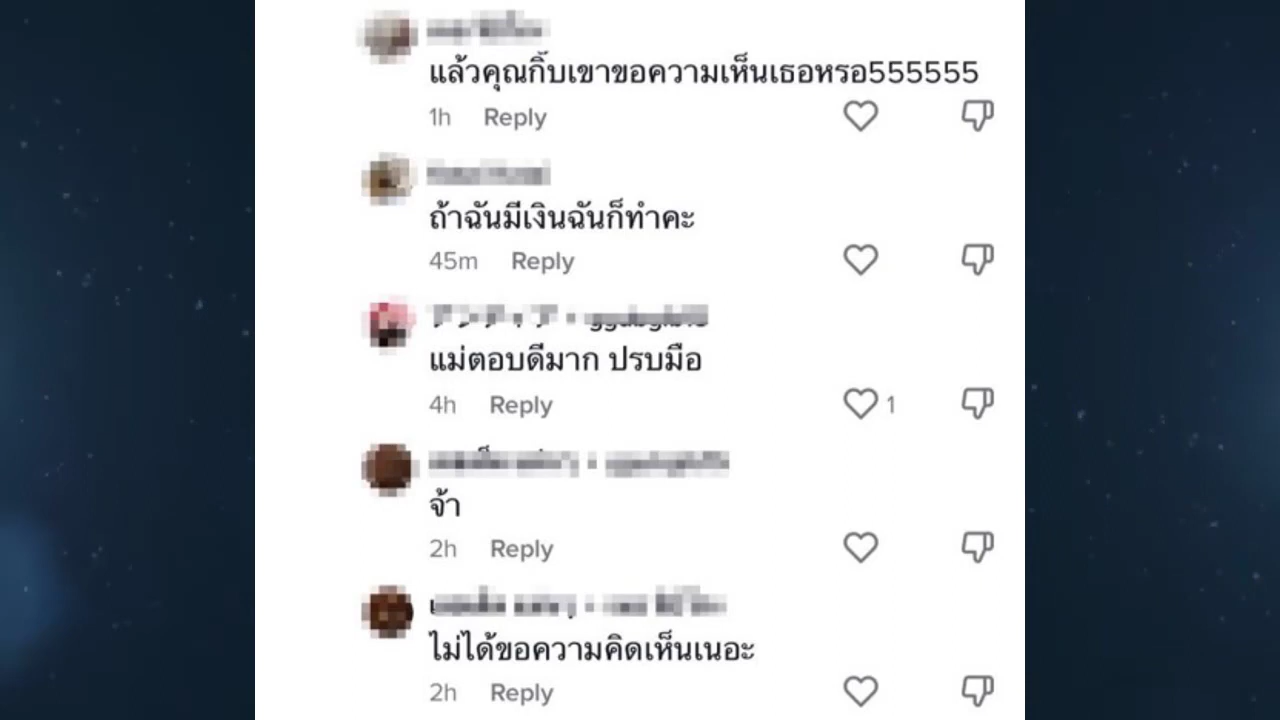 แล้วคุณกิ๊บเขาขอความเห็นเธอหรอ555555
1h Reply
ถ้าฉันมีเงินฉันก็ทำคะ
45m Reply
แม่ตอบดีมาก ปรบมือ
4h Reply 1
จ้า
2h Reply
ไม่ได้ขอความคิดเห็นเนอะ
2h Reply